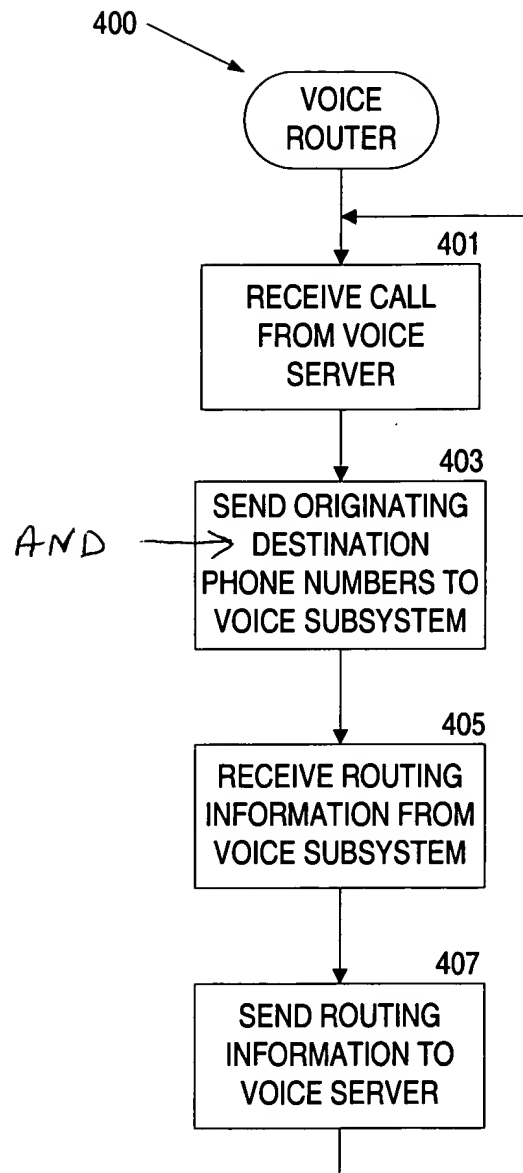 400
VOICE
ROUTER
401
RECEIVE CALL
FROM VOICE
SERVER
403
SEND ORIGINATING
AND DESTINATION
PHONE NUMBERS TO
VOICE SUBSYSTEM
405
RECEIVE ROUTING
INFORMATION FROM
VOICE SUBSYSTEM
407
SEND ROUTING
INFORMATION TO
VOICE SERVER